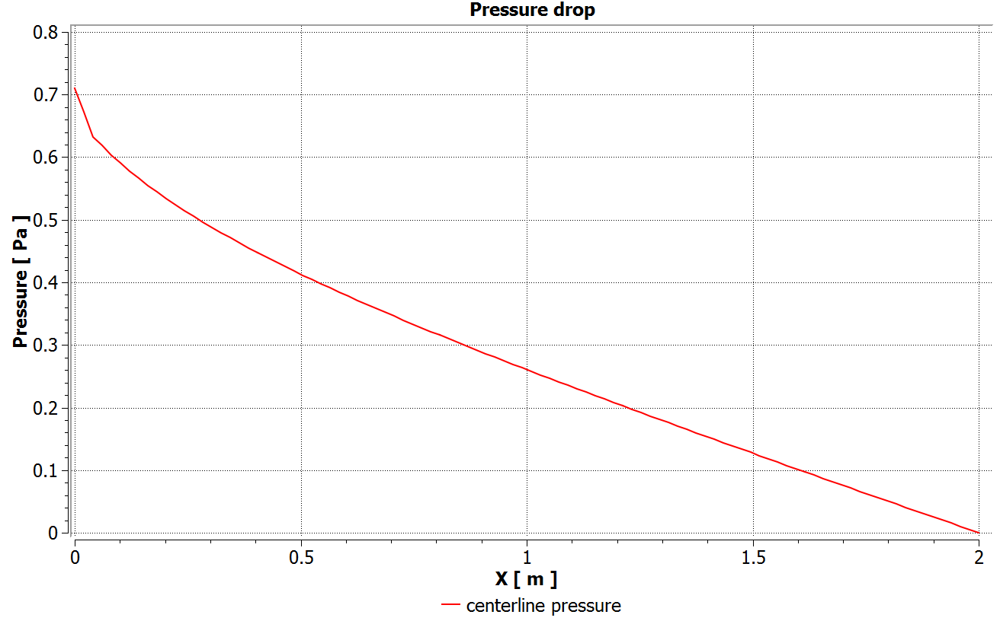 Pressure drop
0.8
0.7
0.6
0.5
0.4
0.3
0.2
0.1
0
Pressure [ Pa ]
0 0.5 1 1.5 2
X [ m ]
centerline pressure